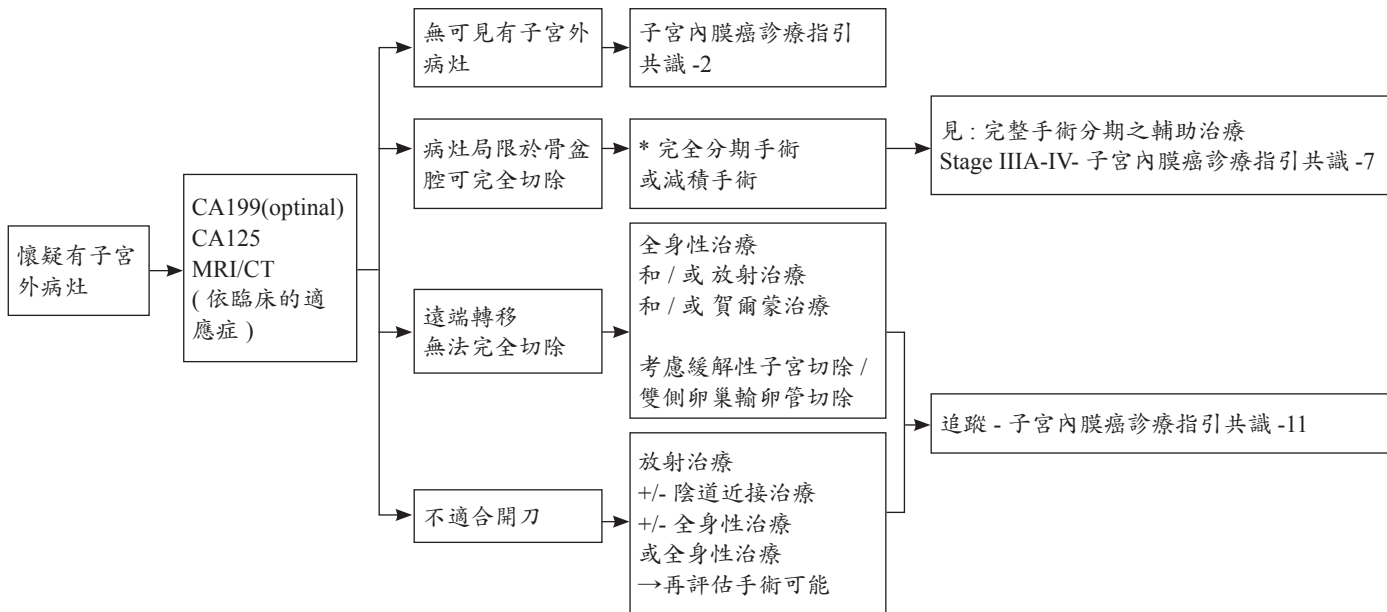 懷疑有子宮
外病灶
CA199(optinal)
CA125
MRI/CT
( 依臨床的適
應症 )
無可見有子宮外
病灶
子宮內膜癌診療指引
共識 -2
病灶局限於骨盆
腔可完全切除
* 完全分期手術
或減積手術
見 : 完整手術分期之輔助治療
Stage IIIA-IV- 子宮內膜癌診療指引共識 -7
遠端轉移
無法完全切除
全身性治療
和 / 或 放射治療
和 / 或 賀爾蒙治療
考慮緩解性子宮切除 /
雙側卵巢輸卵管切除
不適合開刀
放射治療
+/- 陰道近接治療
+/- 全身性治療
或全身性治療
→再評估手術可能
追蹤 - 子宮內膜癌診療指引共識 -11